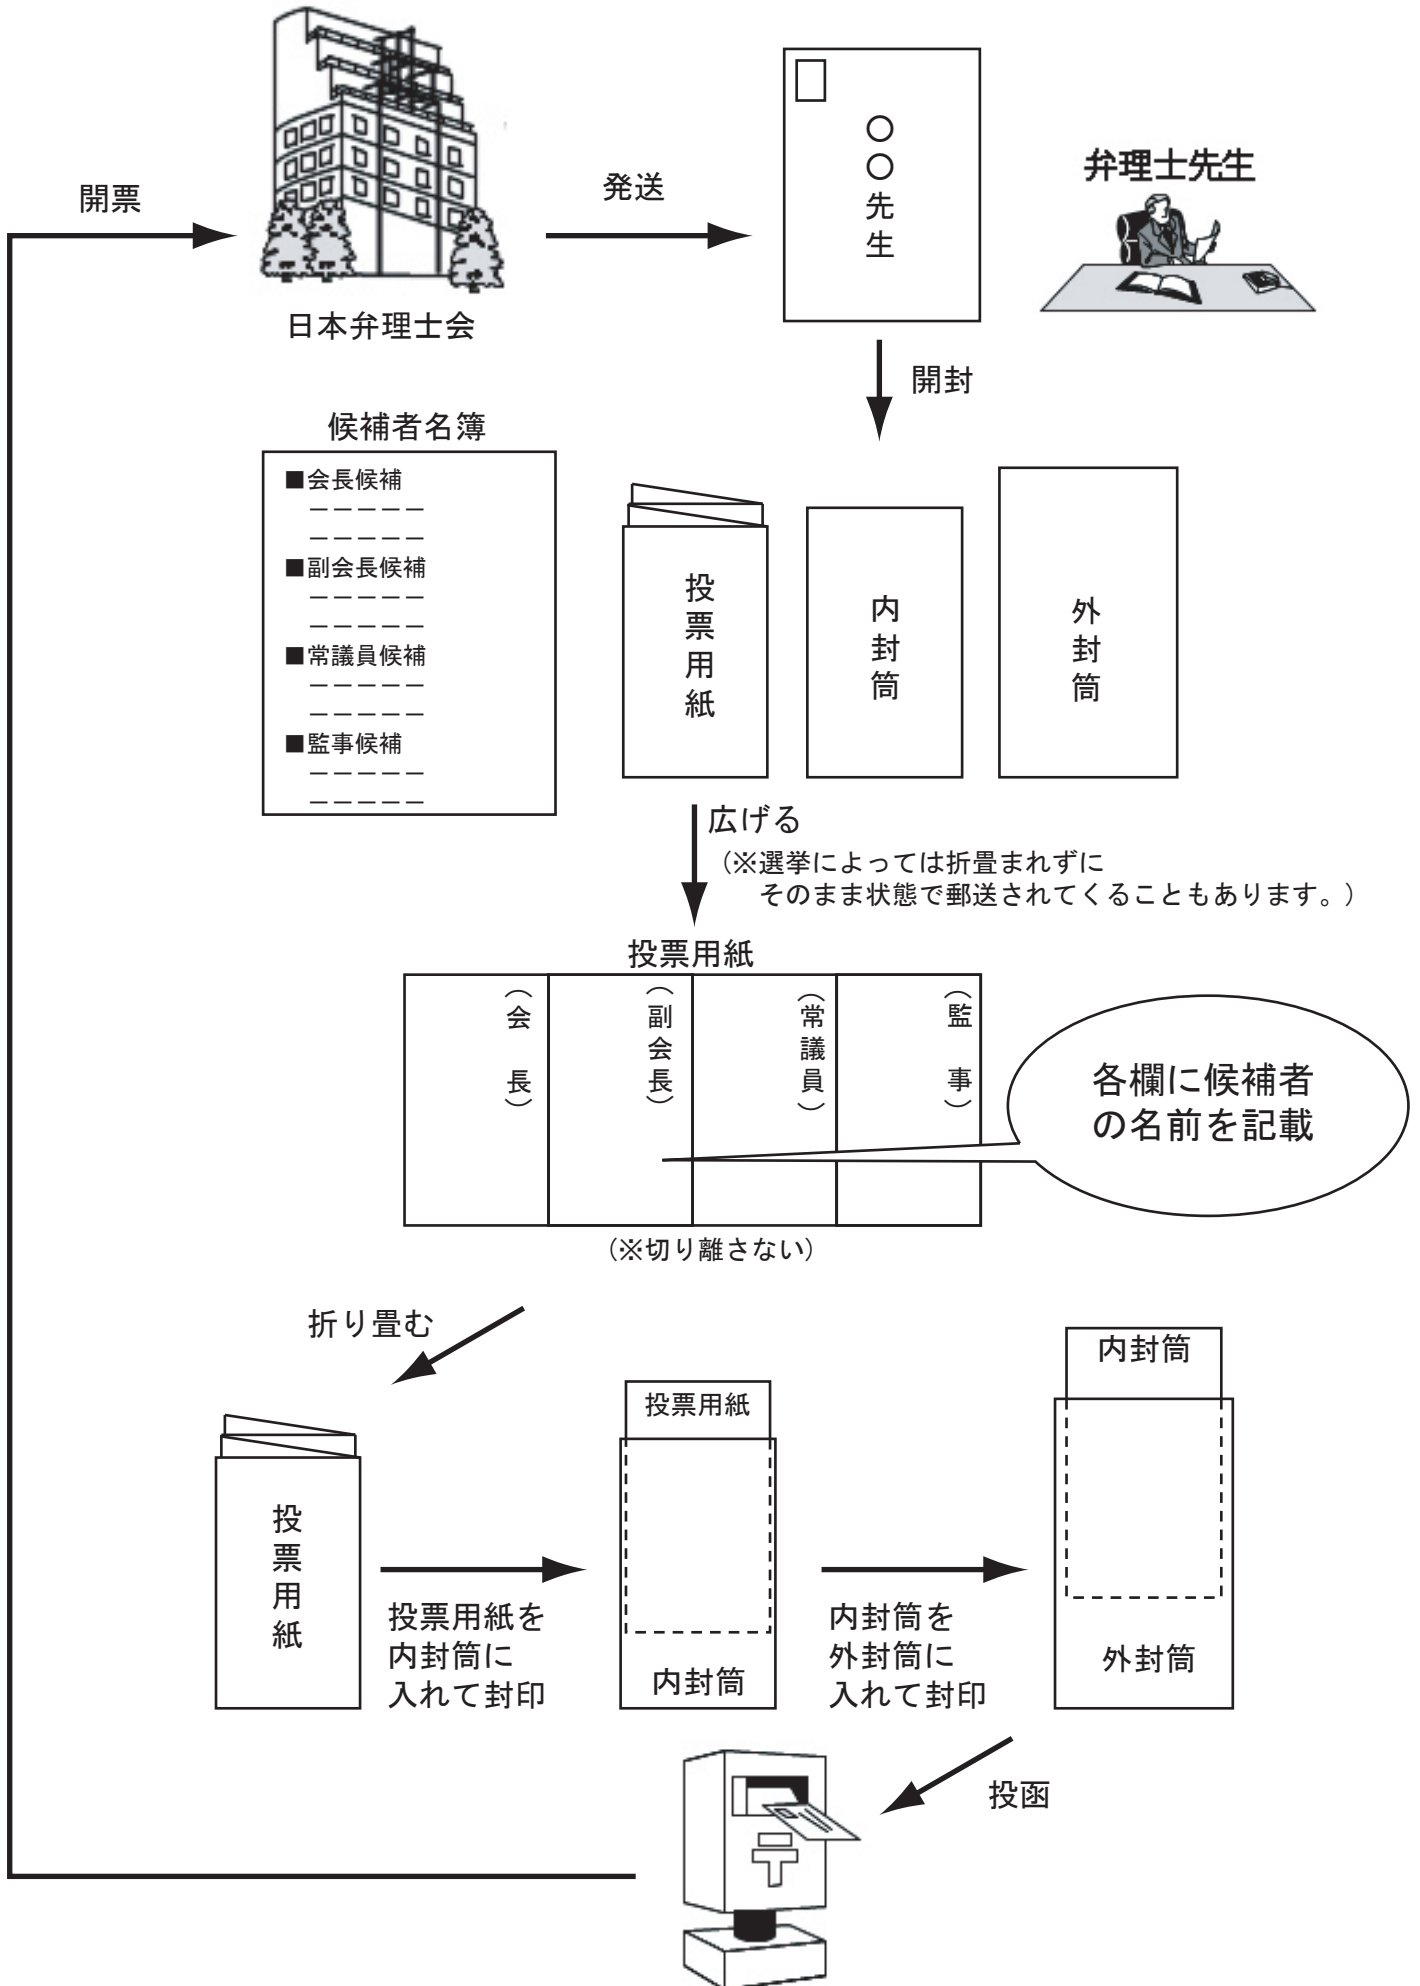 開票
発送
〇〇先生
弁理士先生
日本弁理士会
開封
候補者名簿
■会長候補
－－－－－
－－－－－
■副会長候補
－－－－－
－－－－－
■常議員候補
－－－－－
－－－－－
■監事候補
－－－－－
－－－－－
投票用紙
内封筒
外封筒
広げる
（※選挙によっては折畳まれずに
そのまま状態で郵送されてくることもあります。）
投票用紙
（会　長）
（副会長）
（常議員）
（監　事）
各欄に候補者
の名前を記載
（※切り離さない）
折り畳む
投票用紙
投票用紙を
内封筒に
入れて封印
投票用紙
内封筒
内封筒を
外封筒に
入れて封印
内封筒
外封筒
投函
〒